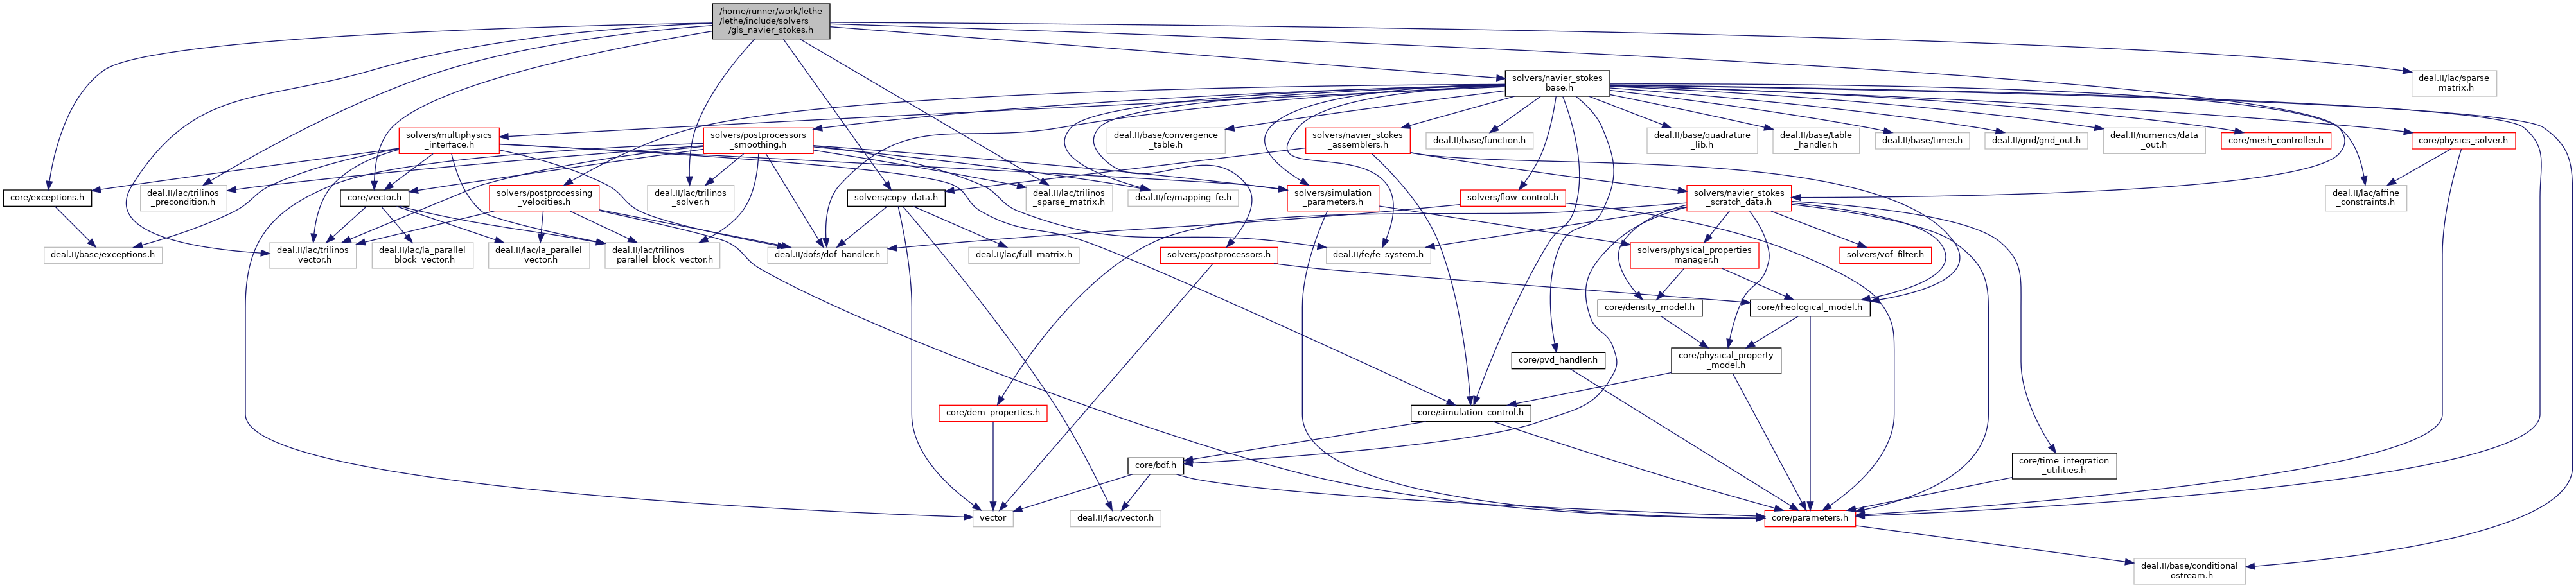 /home/runner/work/lethe
/lethe/include/solvers
/gls_navier_stokes.h
solvers/navier_stokes
_base.h
deal.II/lac/sparse
_matrix.h
solvers/multiphysics
_interface.h
solvers/postprocessors
_smoothing.h
deal.II/base/convergence
_table.h
solvers/navier_stokes
_assemblers.h
deal.II/base/function.h
deal.II/base/quadrature
_lib.h
deal.II/base/table
_handler.h
deal.II/base/timer.h
deal.II/grid/grid_out.h
deal.II/numerics/data
_out.h
core/mesh_controller.h
core/physics_solver.h
core/exceptions.h
deal.II/lac/trilinos
_precondition.h
core/vector.h
solvers/postprocessing
_velocities.h
deal.II/lac/trilinos
_solver.h
solvers/copy_data.h
deal.II/lac/trilinos
_sparse_matrix.h
deal.II/fe/mapping_fe.h
solvers/simulation
_parameters.h
solvers/flow_control.h
solvers/navier_stokes
_scratch_data.h
deal.II/lac/affine
_constraints.h
deal.II/base/exceptions.h
deal.II/lac/trilinos
_vector.h
deal.II/lac/la_parallel
_block_vector.h
deal.II/lac/la_parallel
_vector.h
deal.II/lac/trilinos
_parallel_block_vector.h
deal.II/dofs/dof_handler.h
deal.II/lac/full_matrix.h
solvers/postprocessors.h
deal.II/fe/fe_system.h
solvers/physical_properties
_manager.h
solvers/vof_filter.h
core/density_model.h
core/rheological_model.h
core/pvd_handler.h
core/physical_property
_model.h
core/dem_properties.h
core/simulation_control.h
core/bdf.h
core/time_integration
_utilities.h
vector
deal.II/lac/vector.h
core/parameters.h
deal.II/base/conditional
_ostream.h